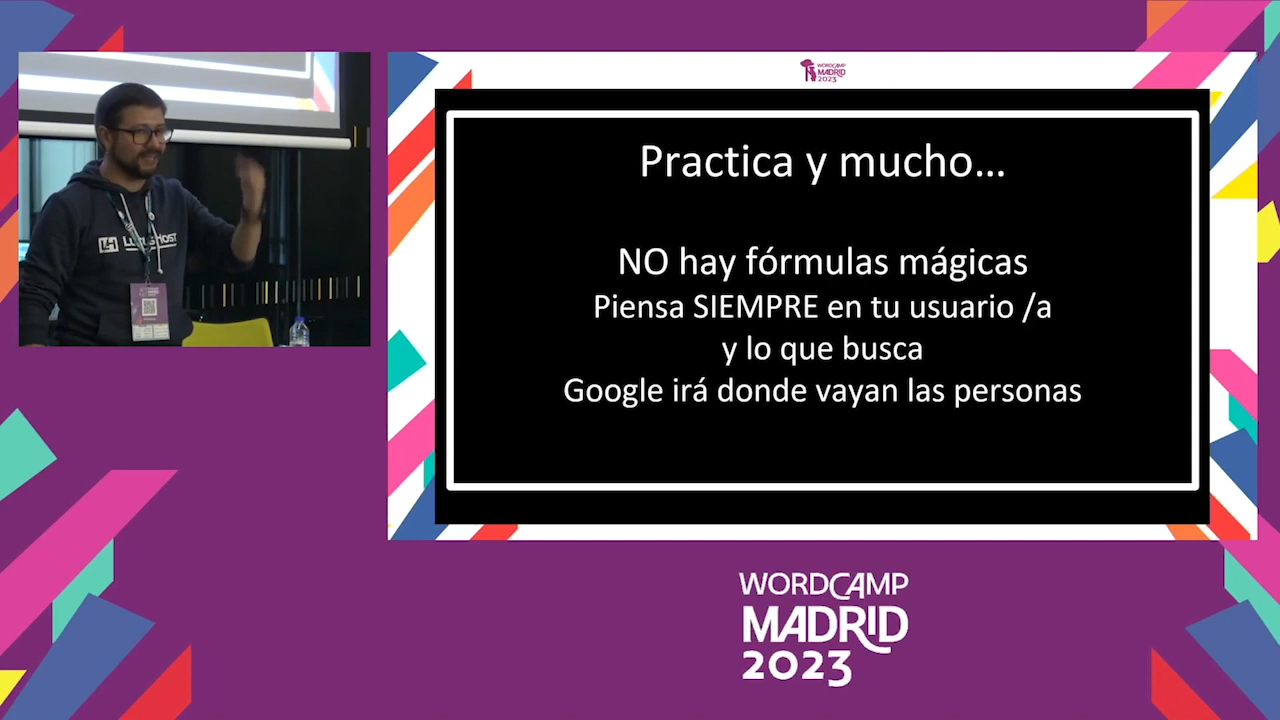 WORDCAMP
MADRID
2023
Practica y mucho...
NO hay fórmulas mágicas
Piensa SIEMPRE en tu usuario /a
y lo que busca
Google irá donde vayan las personas
LH
WORDCAMP
MADRID
2023